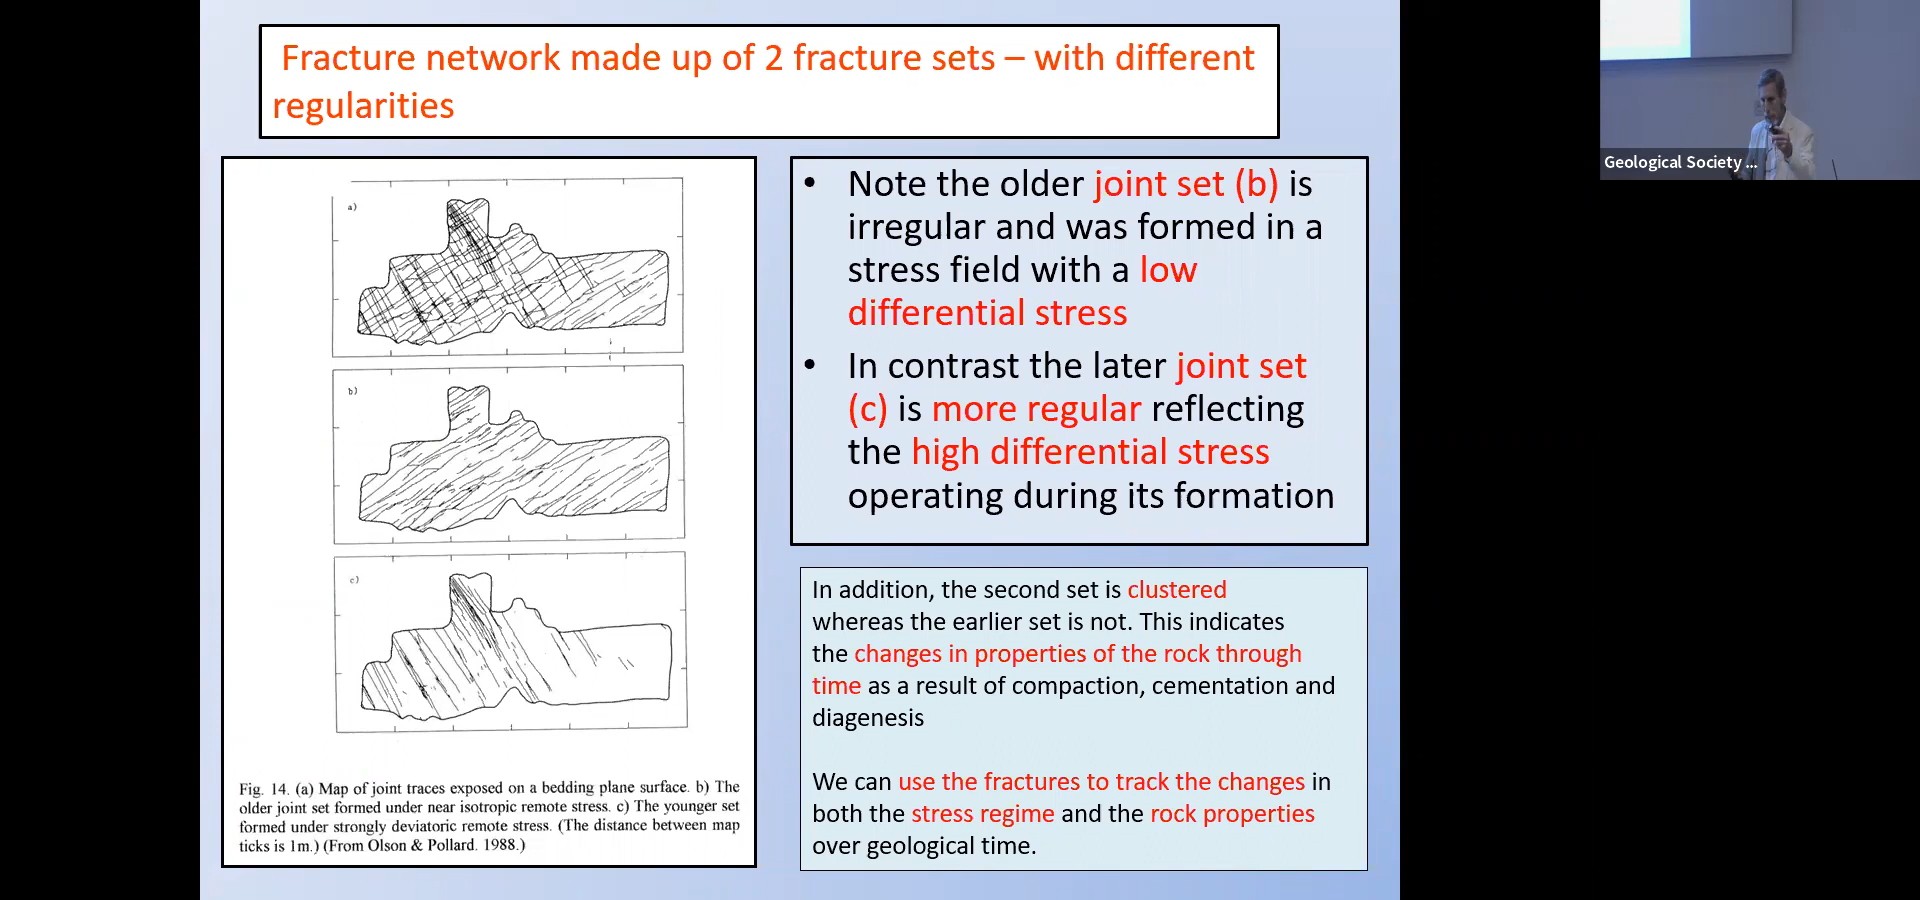 Fracture network made up of 2 fracture sets – with different
regularities
a)
b)
c)
Fig. 14. (a) Map of joint traces exposed on a bedding plane surface. b) The
older joint set formed under near isotropic remote stress. c) The younger set
formed under strongly deviatoric remote stress. (The distance between map
ticks is 1m.) (From Olson & Pollard. 1988.)
• Note the older joint set (b) is
irregular and was formed in a
stress field with a low
differential stress
• In contrast the later joint set
(c) is more regular reflecting
the high differential stress
operating during its formation
In addition, the second set is clustered
whereas the earlier set is not. This indicates
the changes in properties of the rock through
time as a result of compaction, cementation and
diagenesis
We can use the fractures to track the changes in
both the stress regime and the rock properties
over geological time.
Geological Society ...